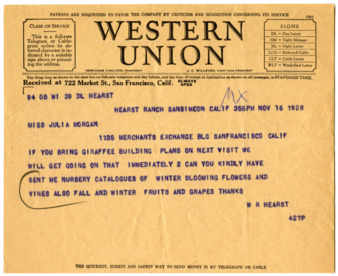 PATRONS ARE REQUESTED TO FAVOR THE COMPANY BY CRITICISM AND SUGGESTION CONCERNING ITS SERVICE
CLASS OF SERVICE
This is a full-rate Telegram or Cablegram unless its deferred character is indicated by a suitable sign above or preceding the address.
WESTERN
UNION
NEWCOMB CARLTON, PRESIDENT
J. C. WILLEVER, FIRST VICE-PRESIDENT
SIGNS
DL = Day Letter
NM = Night Message
NL = Night Letter
LCO = Deferred Cable
CLT = Cable Letter
WLT = Week-End Letter
Received at 722 Market St., San Francisco, Calif. ALWAYS OPEN
94 GB WI 39 DL HEARST
HEARST RANCH SANSIMEON CALIF 355PM NOV 16 1928
MISS JULIA MORGAN
1135 MERCHANTS EXCHANGE BLG SANFRANCISCO CALIF
IF YOU BRING GIRAFFEE BUILDING PLANS ON NEXT VISIT WE
WILL GET GOING ON THAT IMMEDIATELY 2 CAN YOU KINDLY HAVE
SENT ME NURSERY CATALOGUES OF WINTER BLOOMING FLOWERS AND
VINES ALSO FALL AND WINTER FRUITS AND GRAPES THANKS
W R HEARST
427P
THE QUICKEST, SUREST AND SAFEST WAY TO SEND MONEY IS BY TELEGRAPH OR CABLE